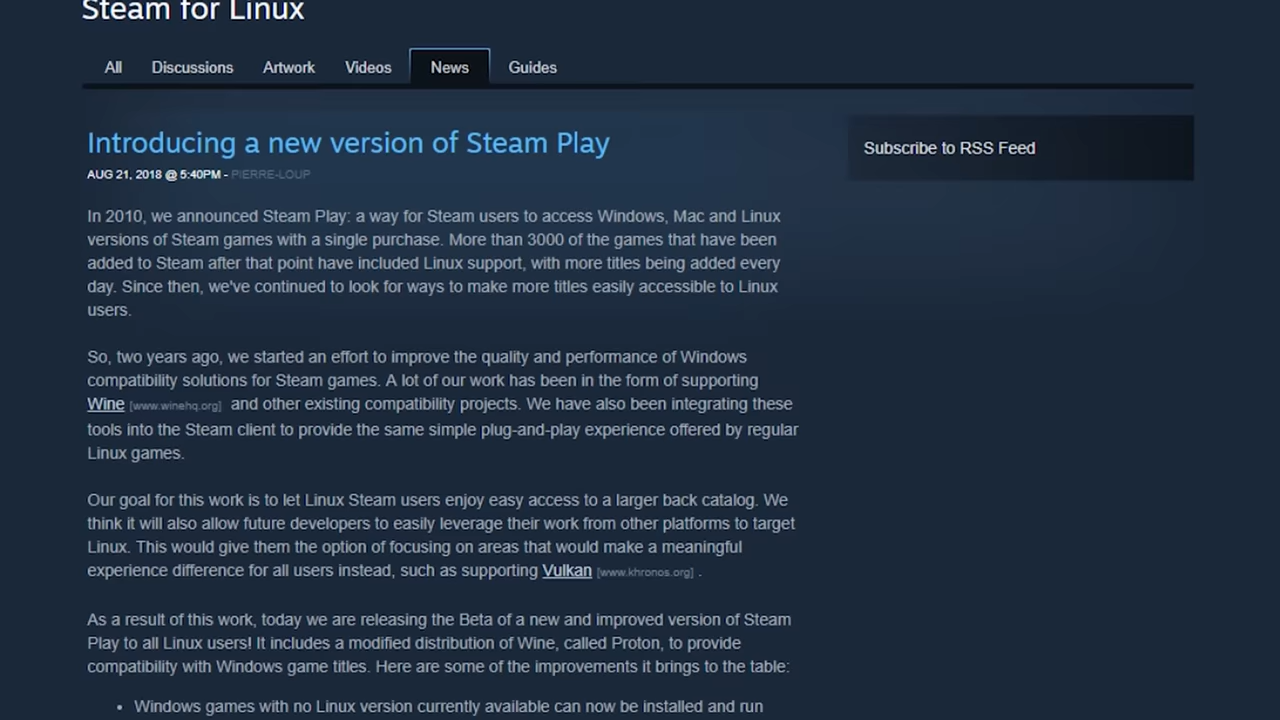 Steam for Linux
All Discussions Artwork Videos News Guides
Introducing a new version of Steam Play
AUG 21, 2018 @ 5:40PM - PIERRE-LOUP
Subscribe to RSS Feed
In 2010, we announced Steam Play: a way for Steam users to access Windows, Mac and Linux
versions of Steam games with a single purchase. More than 3000 of the games that have been
added to Steam after that point have included Linux support, with more titles being added every
day. Since then, we've continued to look for ways to make more titles easily accessible to Linux
users.
So, two years ago, we started an effort to improve the quality and performance of Windows
compatibility solutions for Steam games. A lot of our work has been in the form of supporting
Wine [www.winehq.org] and other existing compatibility projects. We have also been integrating these
tools into the Steam client to provide the same simple plug-and-play experience offered by regular
Linux games.
Our goal for this work is to let Linux Steam users enjoy easy access to a larger back catalog. We
think it will also allow future developers to easily leverage their work from other platforms to target
Linux. This would give them the option of focusing on areas that would make a meaningful
experience difference for all users instead, such as supporting Vulkan [www.khronos.org] .
As a result of this work, today we are releasing the Beta of a new and improved version of Steam
Play to all Linux users! It includes a modified distribution of Wine, called Proton, to provide
compatibility with Windows game titles. Here are some of the improvements it brings to the table:
• Windows games with no Linux version currently available can now be installed and run